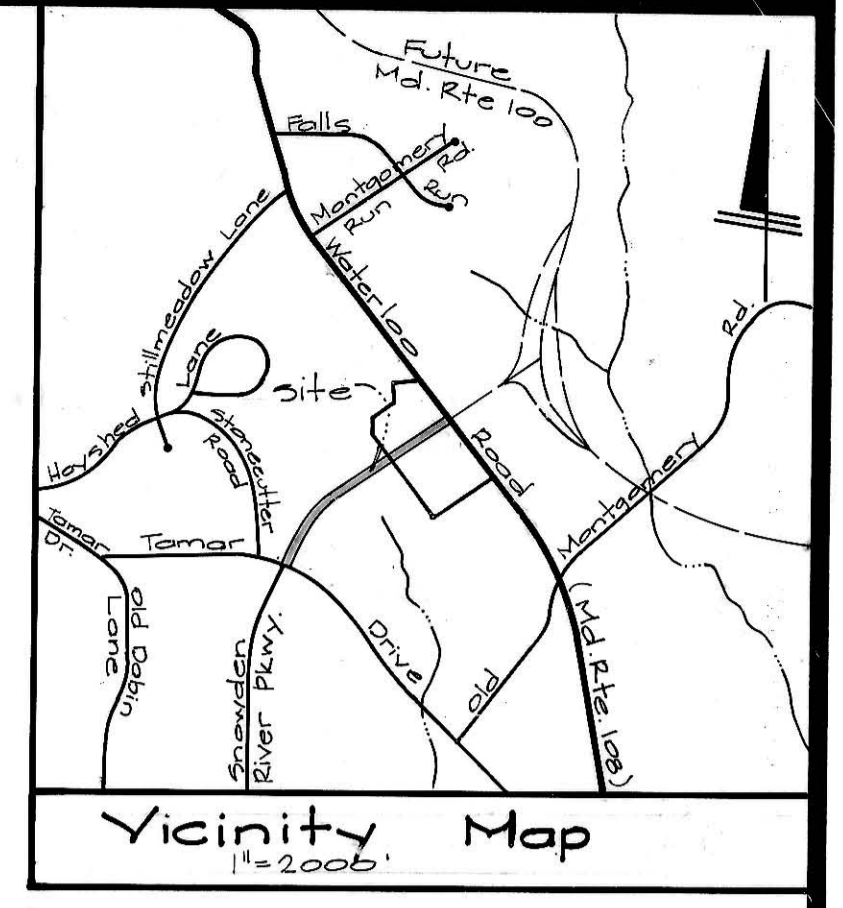 Future
Md. Rte 100
Falls
Run
Montgomery Rd.
Run
Stillmeadow Lane
Waterloo
Road
Lane
Site
Rd.
Hayshed
Stonecutter
Road
Montgomery
Tamar
Dr.
Tamar
Drive
Old Dobin
Lane
Snowden
River Pkwy.
Old
(Md. Rte. 108)
Vicinity Map
1"=2000'